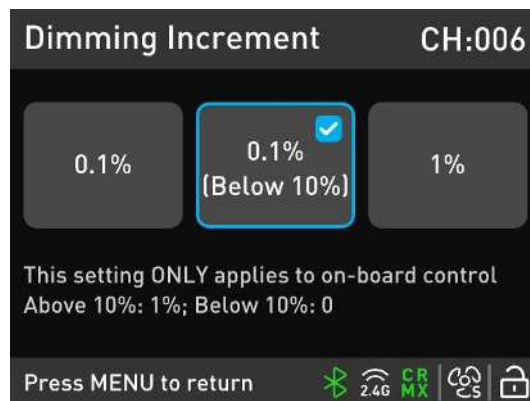 Dimming Increment CH:006
0.1%
0.1%
(Below 10%)
1%
This setting ONLY applies to on-board control
Above 10%: 1%; Below 10%: 0
Press MENU to return
2.4G
CR
MX
S